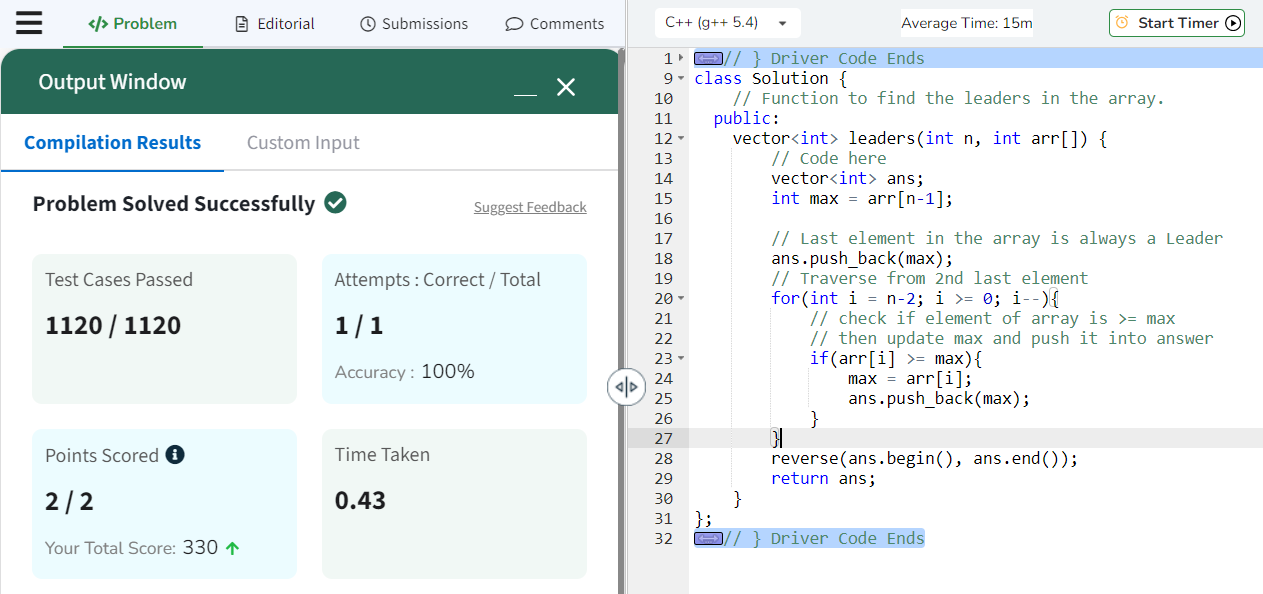 </> Problem
Editorial
Submissions
Comments
Output Window
Compilation Results
Custom Input
Problem Solved Successfully
Suggest Feedback
Test Cases Passed
1120 / 1120
Attempts : Correct / Total
1 / 1
Accuracy : 100%
Points Scored
2 / 2
Your Total Score: 330
Time Taken
0.43
C++ (g++ 5.4)
Average Time: 15m
Start Timer
1 // } Driver Code Ends
9 class Solution {
10 // Function to find the leaders in the array.
11 public:
12 vector<int> leaders(int n, int arr[]) {
13 // Code here
14 vector<int> ans;
15 int max = arr[n-1];
16
17 // Last element in the array is always a Leader
18 ans.push_back(max);
19 // Traverse from 2nd last element
20 for(int i = n-2; i >= 0; i--){
21 // check if element of array is >= max
22 // then update max and push it into answer
23 if(arr[i] >= max){
24 max = arr[i];
25 ans.push_back(max);
26 }
27 }
28 reverse(ans.begin(), ans.end());
29 return ans;
30 }
31 };
32 // } Driver Code Ends